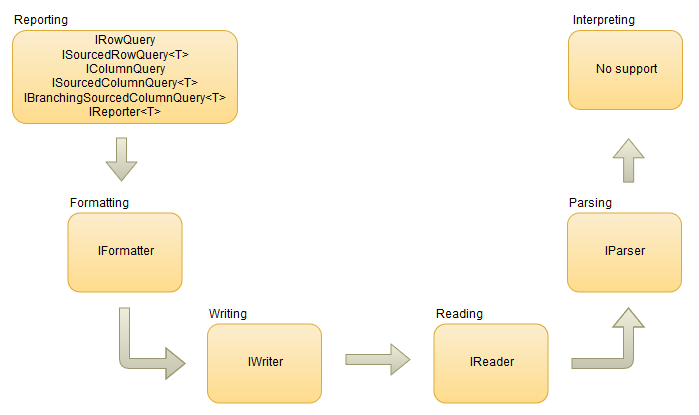 Reporting
IRowQuery
ISourcedRowQuery<T>
IColumnQuery
ISourcedColumnQuery<T>
IBranchingSourcedColumnQuery<T>
IReporter<T>
Interpreting
No support
Formatting
IFormatter
Parsing
IParser
Writing
IWriter
Reading
IReader